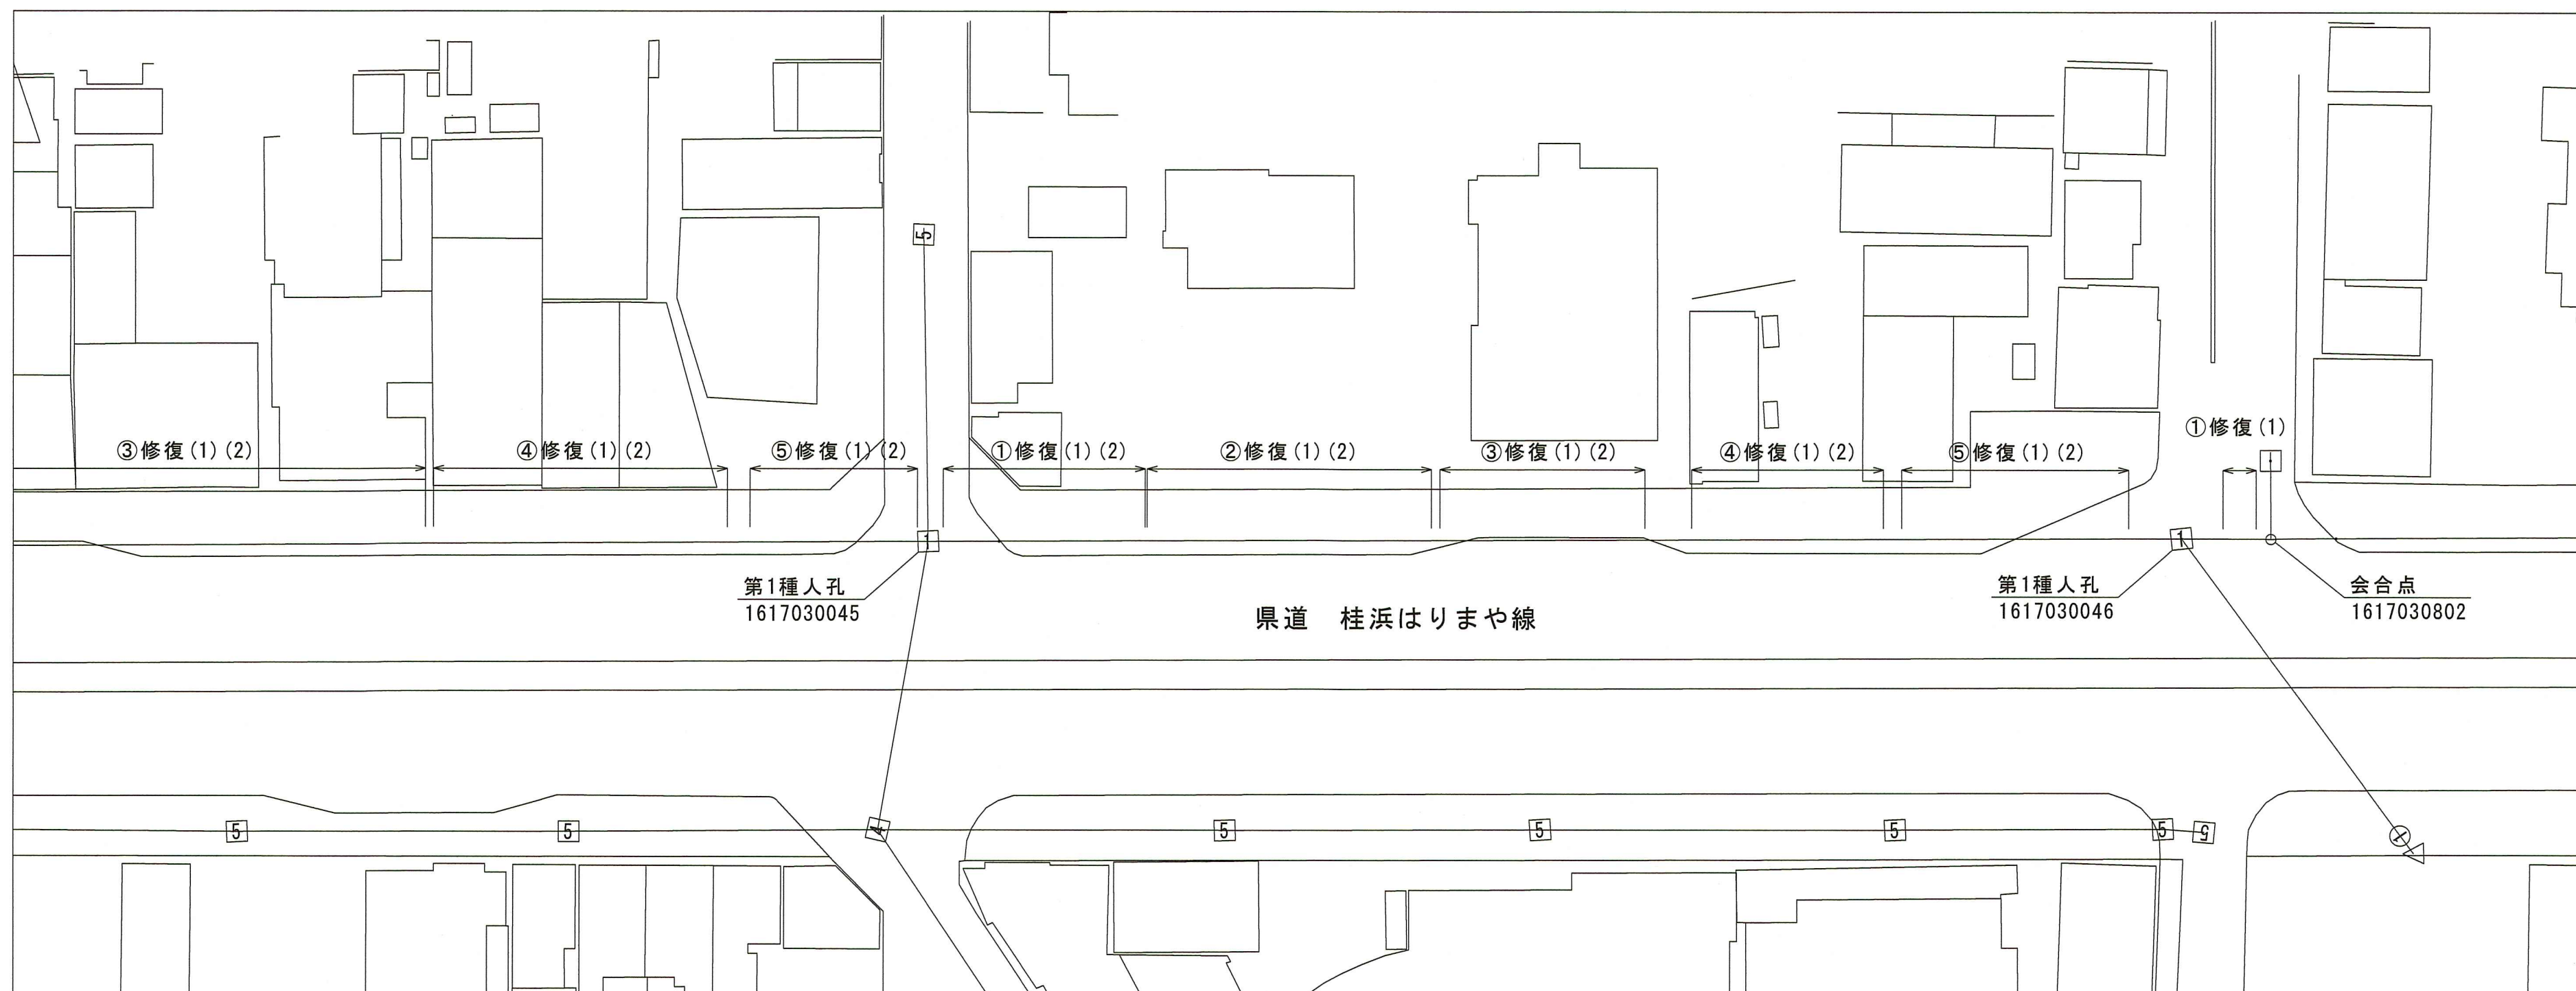 5
①修復(1)
③修復(1)(2)
④修復(1)(2)
⑤修復(1)(2)
①修復(1)(2)
②修復(1)(2)
③修復(1)(2)
④修復(1)(2)
⑤修復(1)(2)
1
1
第1種人孔
1617030045
第1種人孔
1617030046
会合点
1617030802
県道 桂浜はりまや線
5
5
4
5
5
5
5
5
1